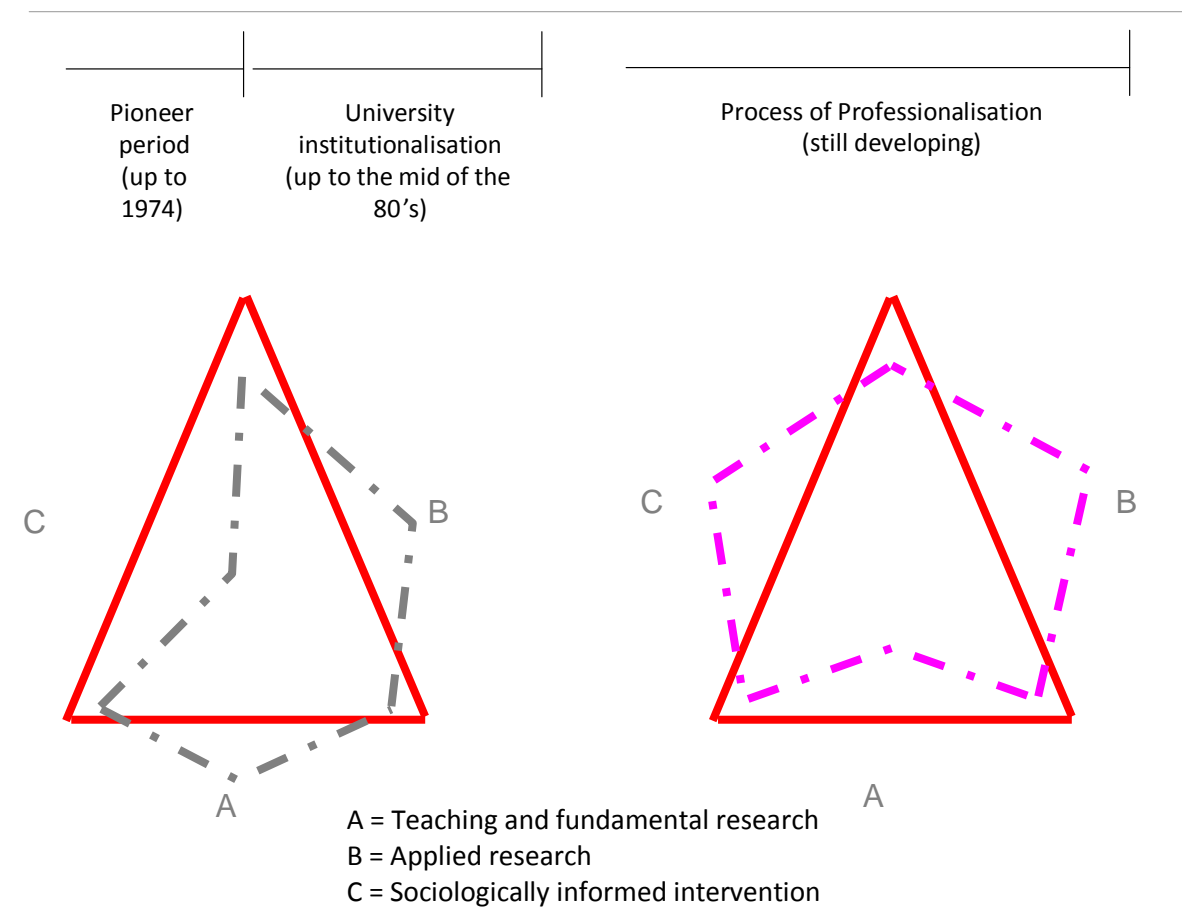 Pioneer
period
(up to
1974)
University
institutionalisation
(up to the mid of the
80’s)
Process of Professionalisation
(still developing)
C
B
A
C
B
A
A = Teaching and fundamental research
B = Applied research
C = Sociologically informed intervention